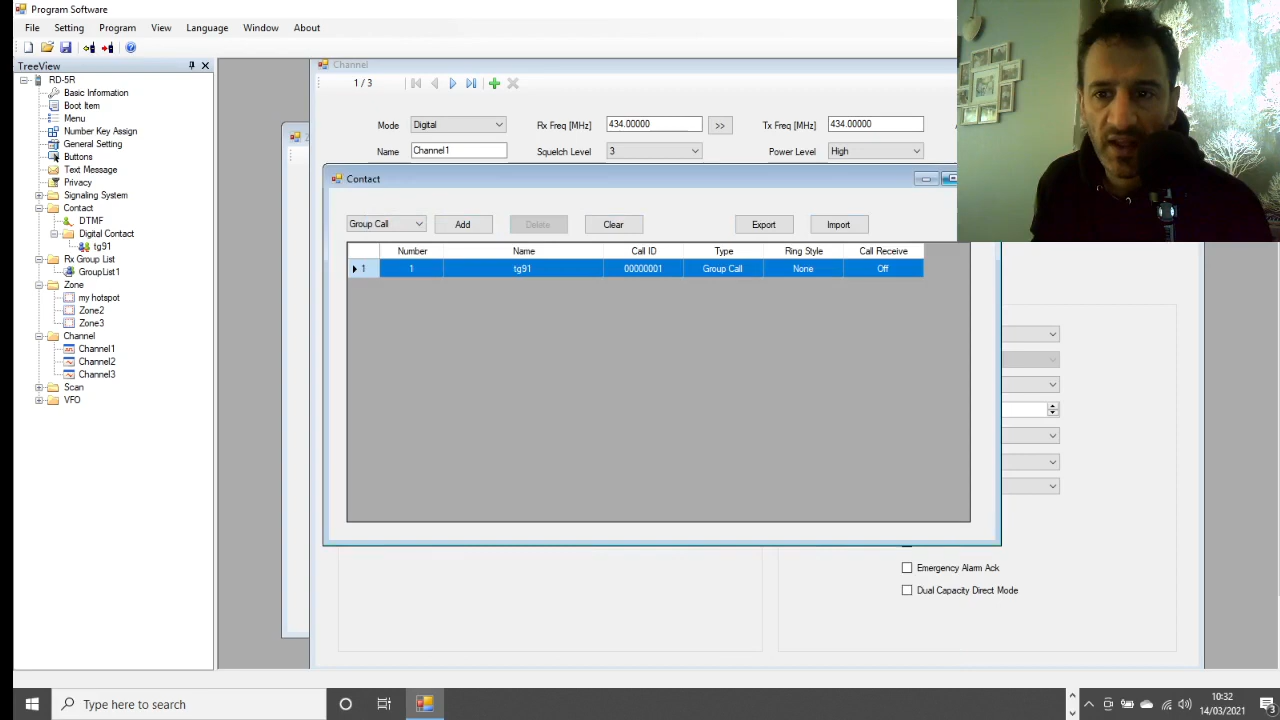 Program Software
File Setting Program View Language Window About
TreeView
RD-5R
Basic Information
Boot Item
Menu
Number Key Assign
General Setting
Buttons
Text Message
Privacy
Signaling System
Contact
DTMF
Digital Contact
tg91
Rx Group List
GroupList1
Zone
my hotspot
Zone2
Zone3
Channel
Channel1
Channel2
Channel3
Scan
VFO
Channel
1 / 3
Mode Digital Rx Freq [MHz] 434.00000 >> Tx Freq [MHz] 434.00000
Name Channel1 Squelch Level 3 Power Level High
Contact
Group Call Add Delete Clear Export Import
Number Name Call ID Type Ring Style Call Receive
1 1 tg91 00000001 Group Call None Off
Emergency Alarm Ack
Dual Capacity Direct Mode
Type here to search
10:32
14/03/2021
3